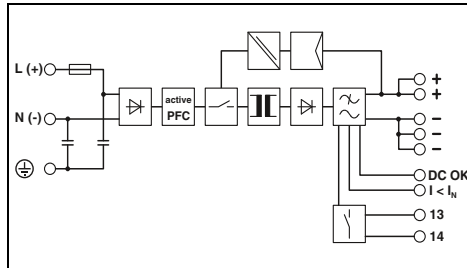 L (+)
N (-)
active
PFC
+
+
–
–
–
DC OK
I < IN
13
14